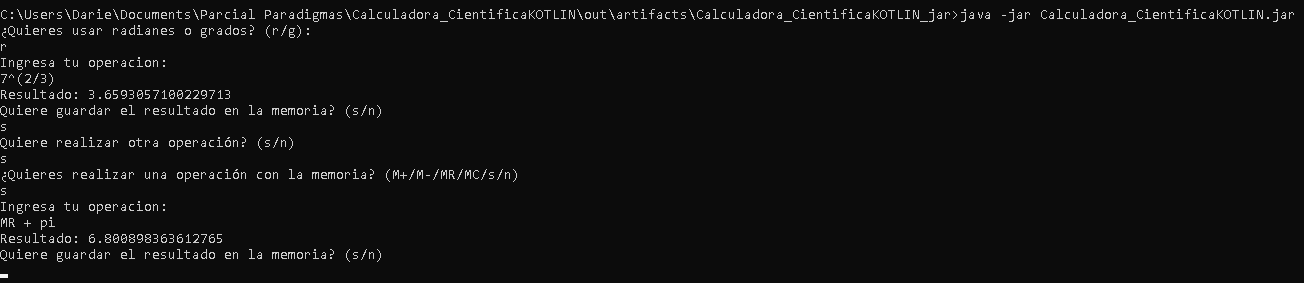 C:\Users\Darie\Documents\Parcial Paradigmas\Calculadora_CientificaKOTLIN\out\artifacts\Calculadora_CientificaKOTLIN_jar>java -jar Calculadora_CientificaKOTLIN.jar
¿Quieres usar radianes o grados? (r/g):
r
Ingresa tu operacion:
7^(2/3)
Resultado: 3.6593057100229713
Quiere guardar el resultado en la memoria? (s/n)
s
Quiere realizar otra operación? (s/n)
s
¿Quieres realizar una operación con la memoria? (M+/M-/MR/MC/s/n)
s
Ingresa tu operacion:
MR + pi
Resultado: 6.800898363612765
Quiere guardar el resultado en la memoria? (s/n)